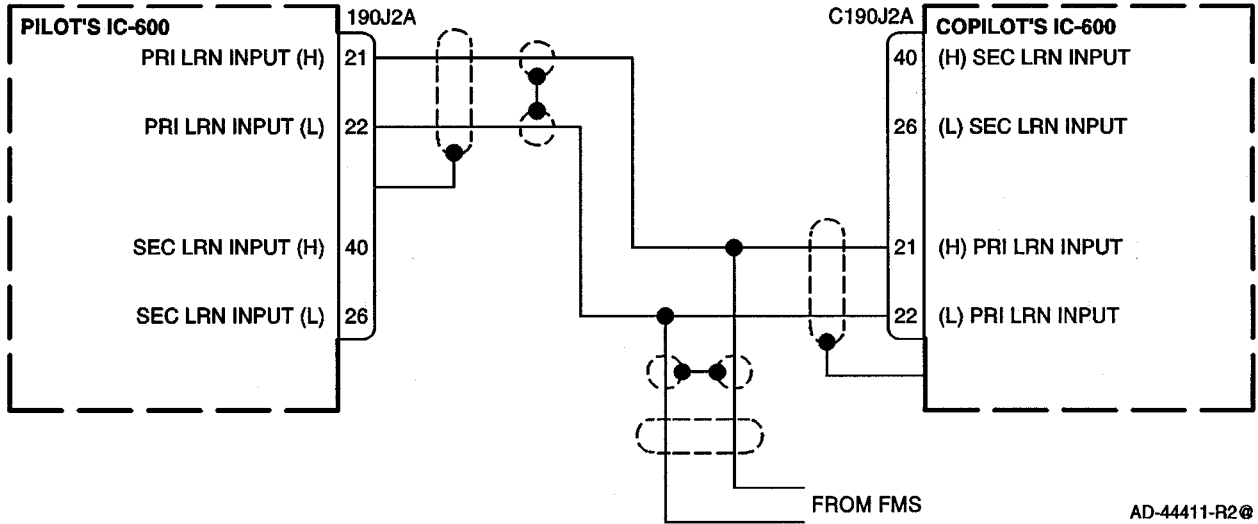 PILOT'S IC-600
190J2A
PRI LRN INPUT (H) 21
PRI LRN INPUT (L) 22
SEC LRN INPUT (H) 40
SEC LRN INPUT (L) 26
C190J2A
COPILOT'S IC-600
40 (H) SEC LRN INPUT
26 (L) SEC LRN INPUT
21 (H) PRI LRN INPUT
22 (L) PRI LRN INPUT
FROM FMS
AD-44411-R2@